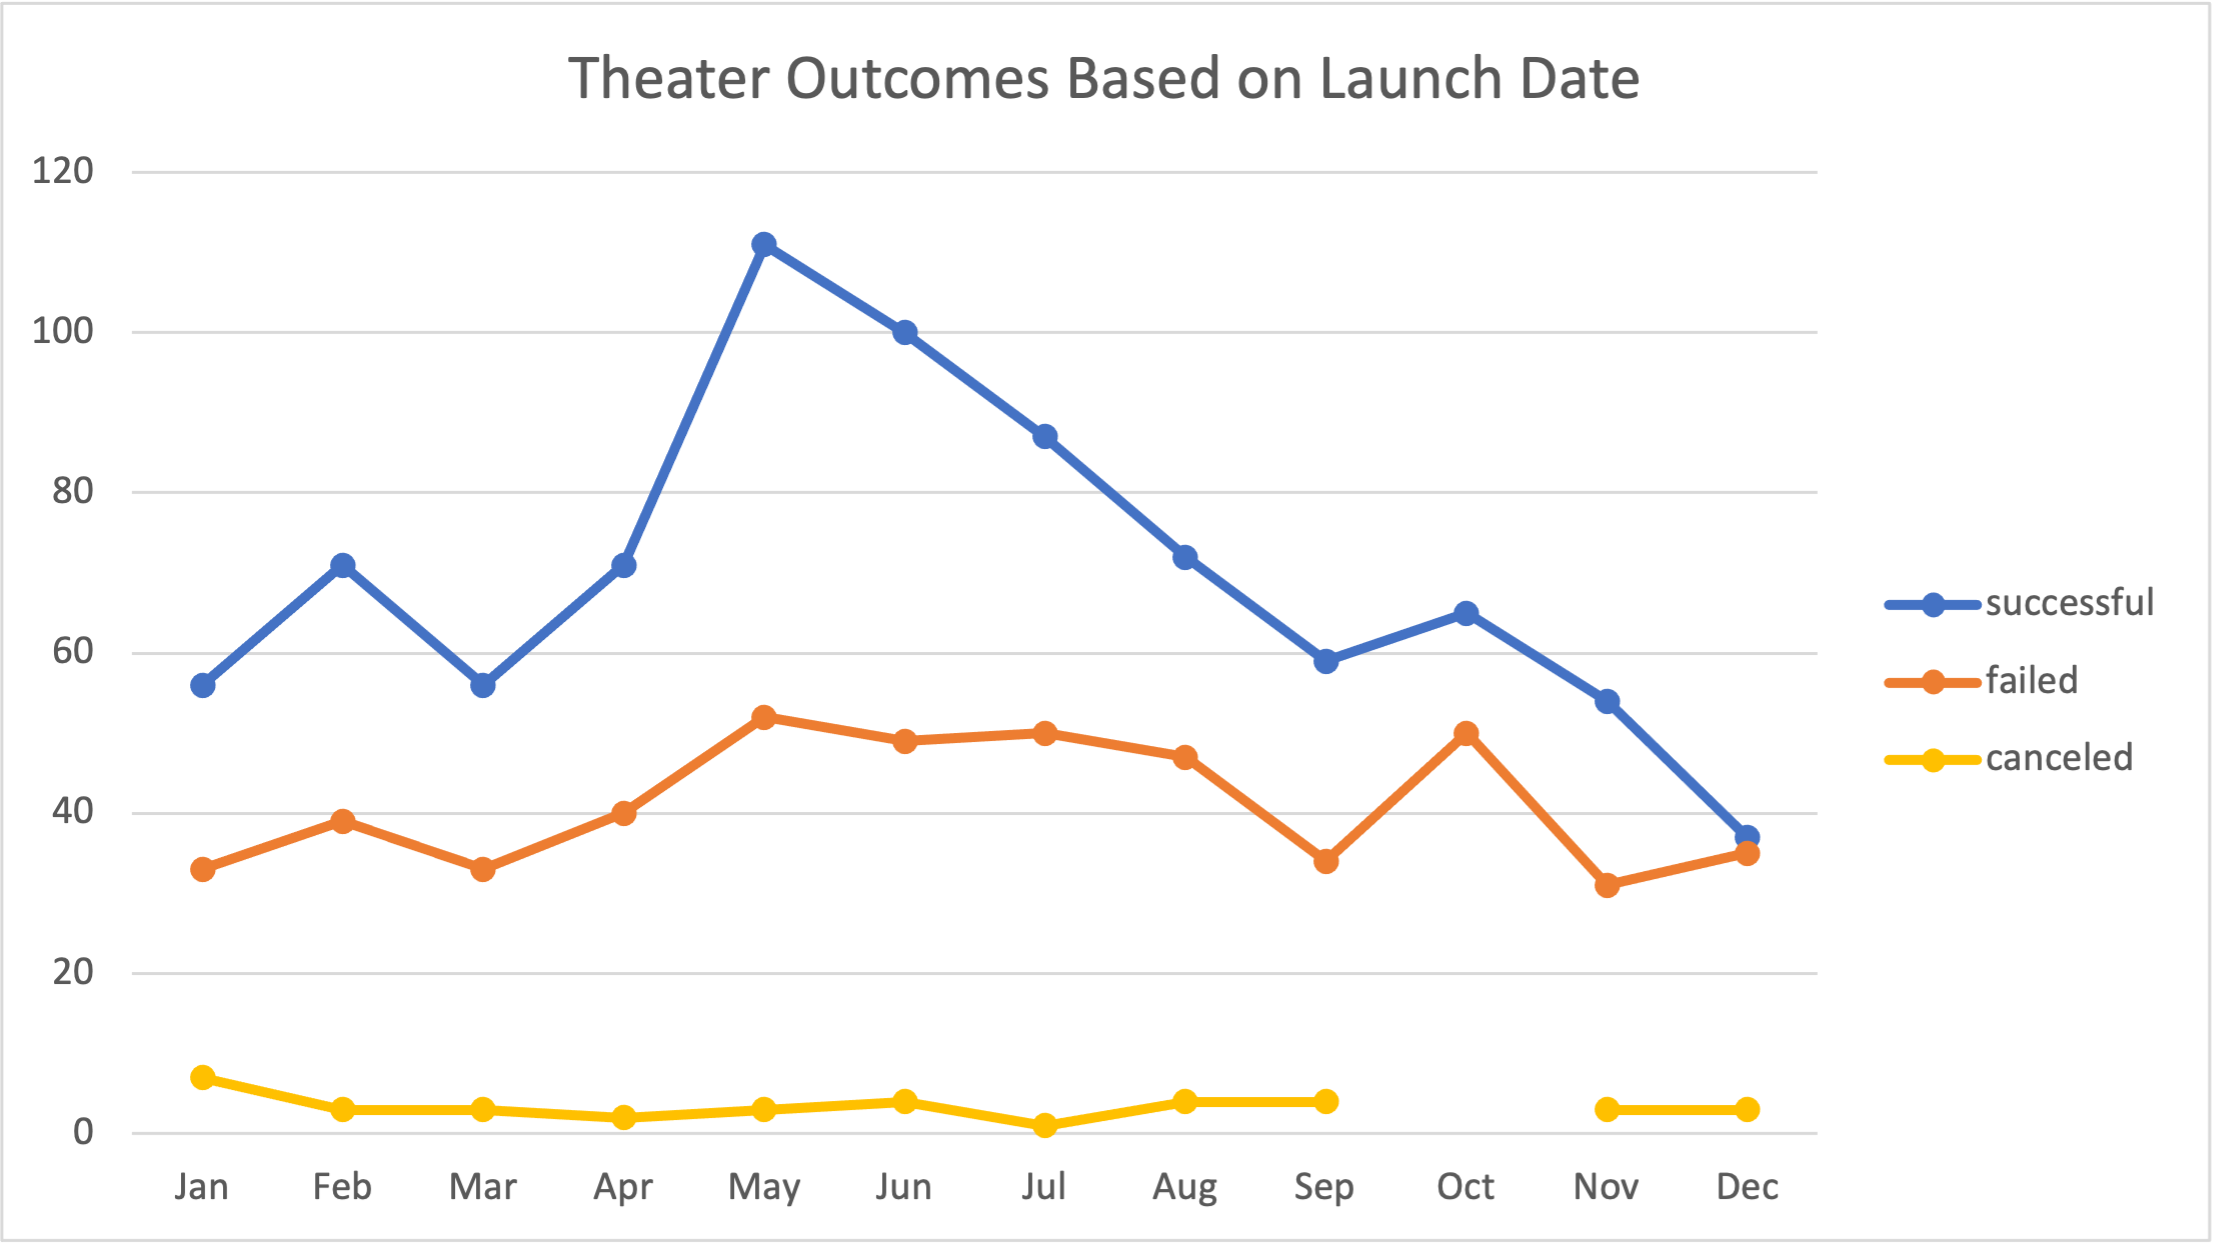 Theater Outcomes Based on Launch Date
120
100
80
60
40
20
0
Jan Feb Mar Apr May Jun Jul Aug Sep Oct Nov Dec
successful
failed
canceled